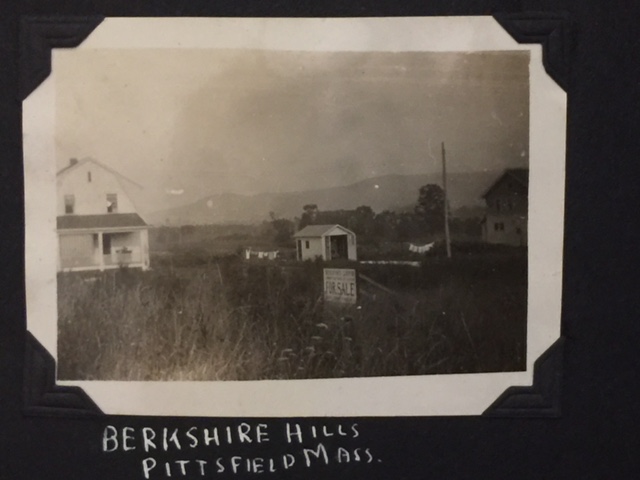 FOR SALE
BERKSHIRE HILLS
PITTSFIELD MASS.